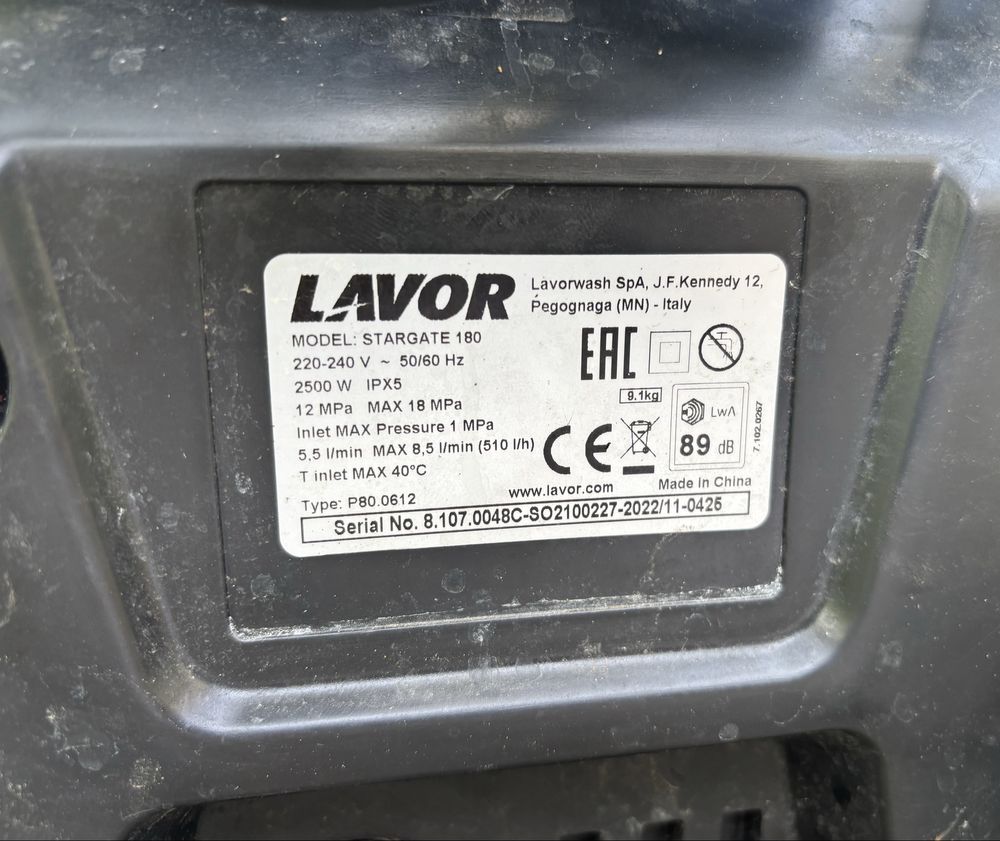 LAVOR
Lavorwash SpA, J.F.Kennedy 12,
Pegognaga (MN) - Italy
MODEL: STARGATE 180
220-240 V ~ 50/60 Hz
2500 W IPX5
12 MPa MAX 18 MPa
Inlet MAX Pressure 1 MPa
5,5 l/min MAX 8,5 l/min (510 l/h)
T inlet MAX 40°C
Type: P80.0612
EAC
9.1kg
CE
LwA
89 dB
7.102.0267
www.lavor.com
Made in China
Serial No. 8.107.0048C-SO2100227-2022/11-0425